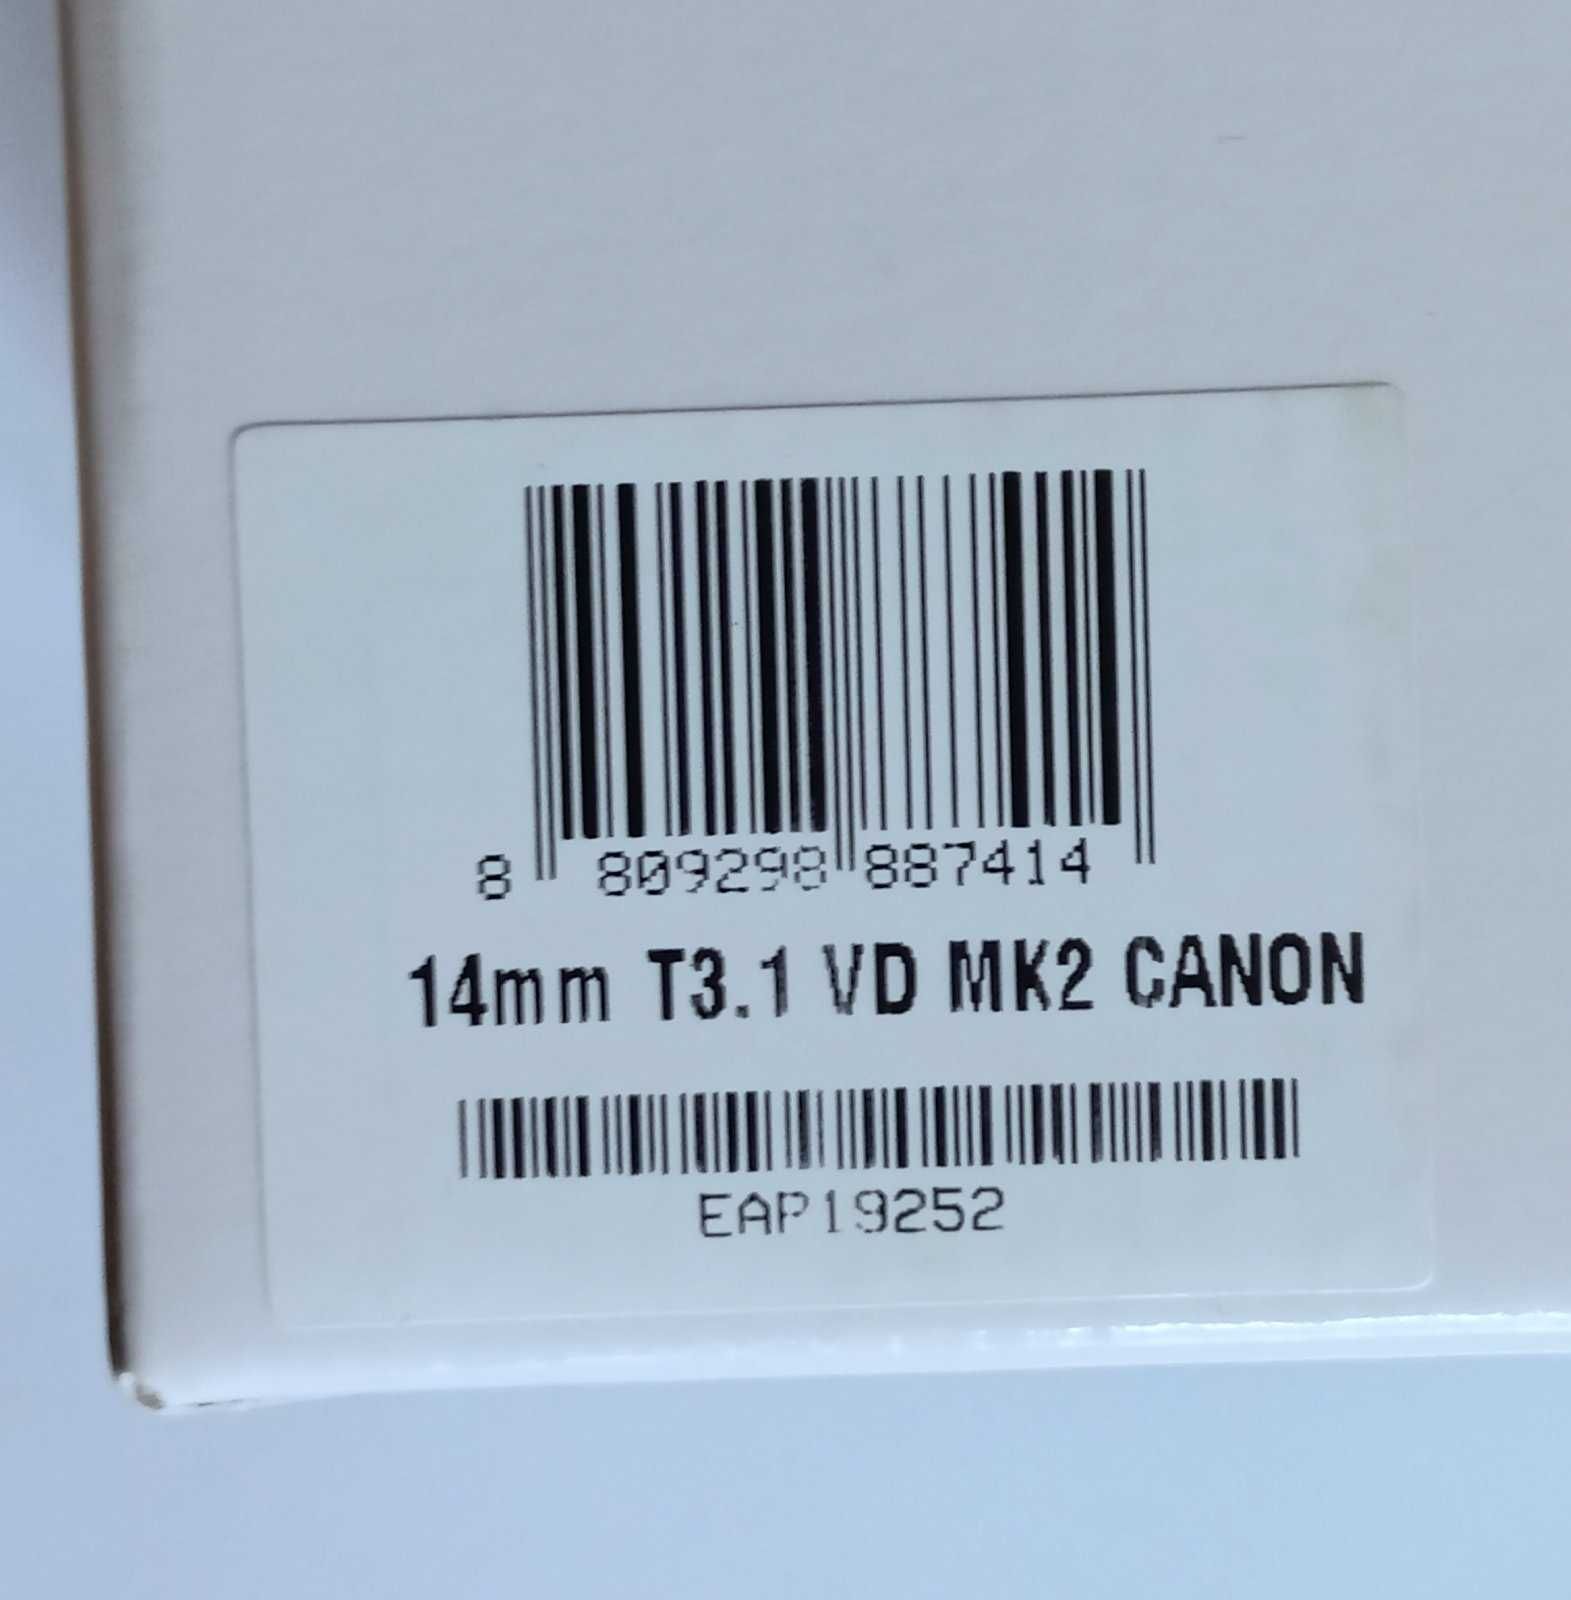 8 809298 887414
14mm T3.1 VD MK2 CANON
EAP19252